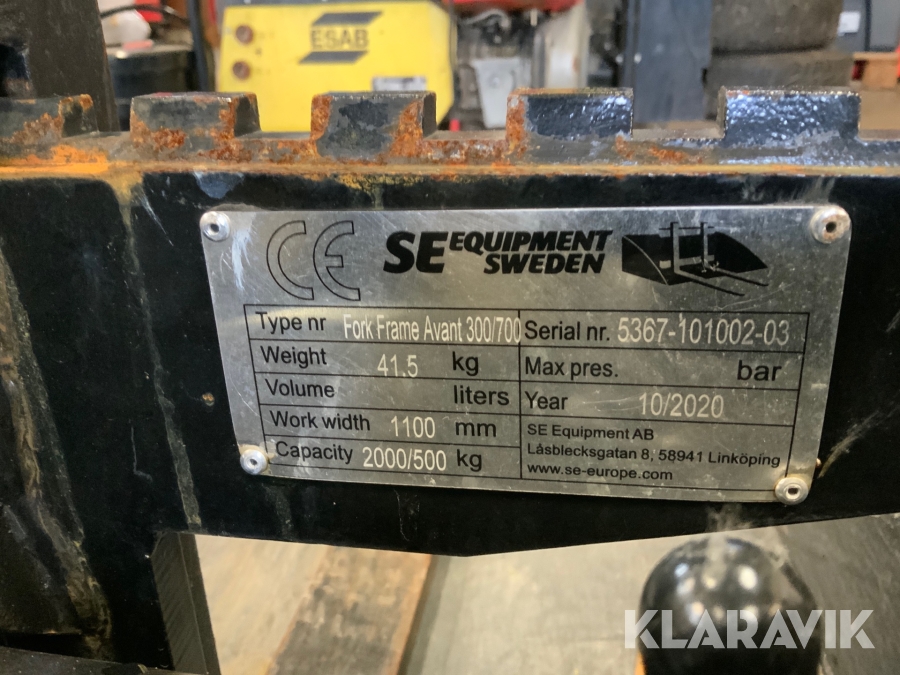 ESAB
CE SE EQUIPMENT
SWEDEN
Type nr Fork Frame Avant 300/700 Serial nr. 5367-101002-03
Weight 41.5 kg Max pres. bar
Volume liters Year 10/2020
Work width 1100 mm SE Equipment AB
Capacity 2000/500 kg Låsblecksgatan 8, 58941 Linköping
www.se-europe.com
KLARAVIK